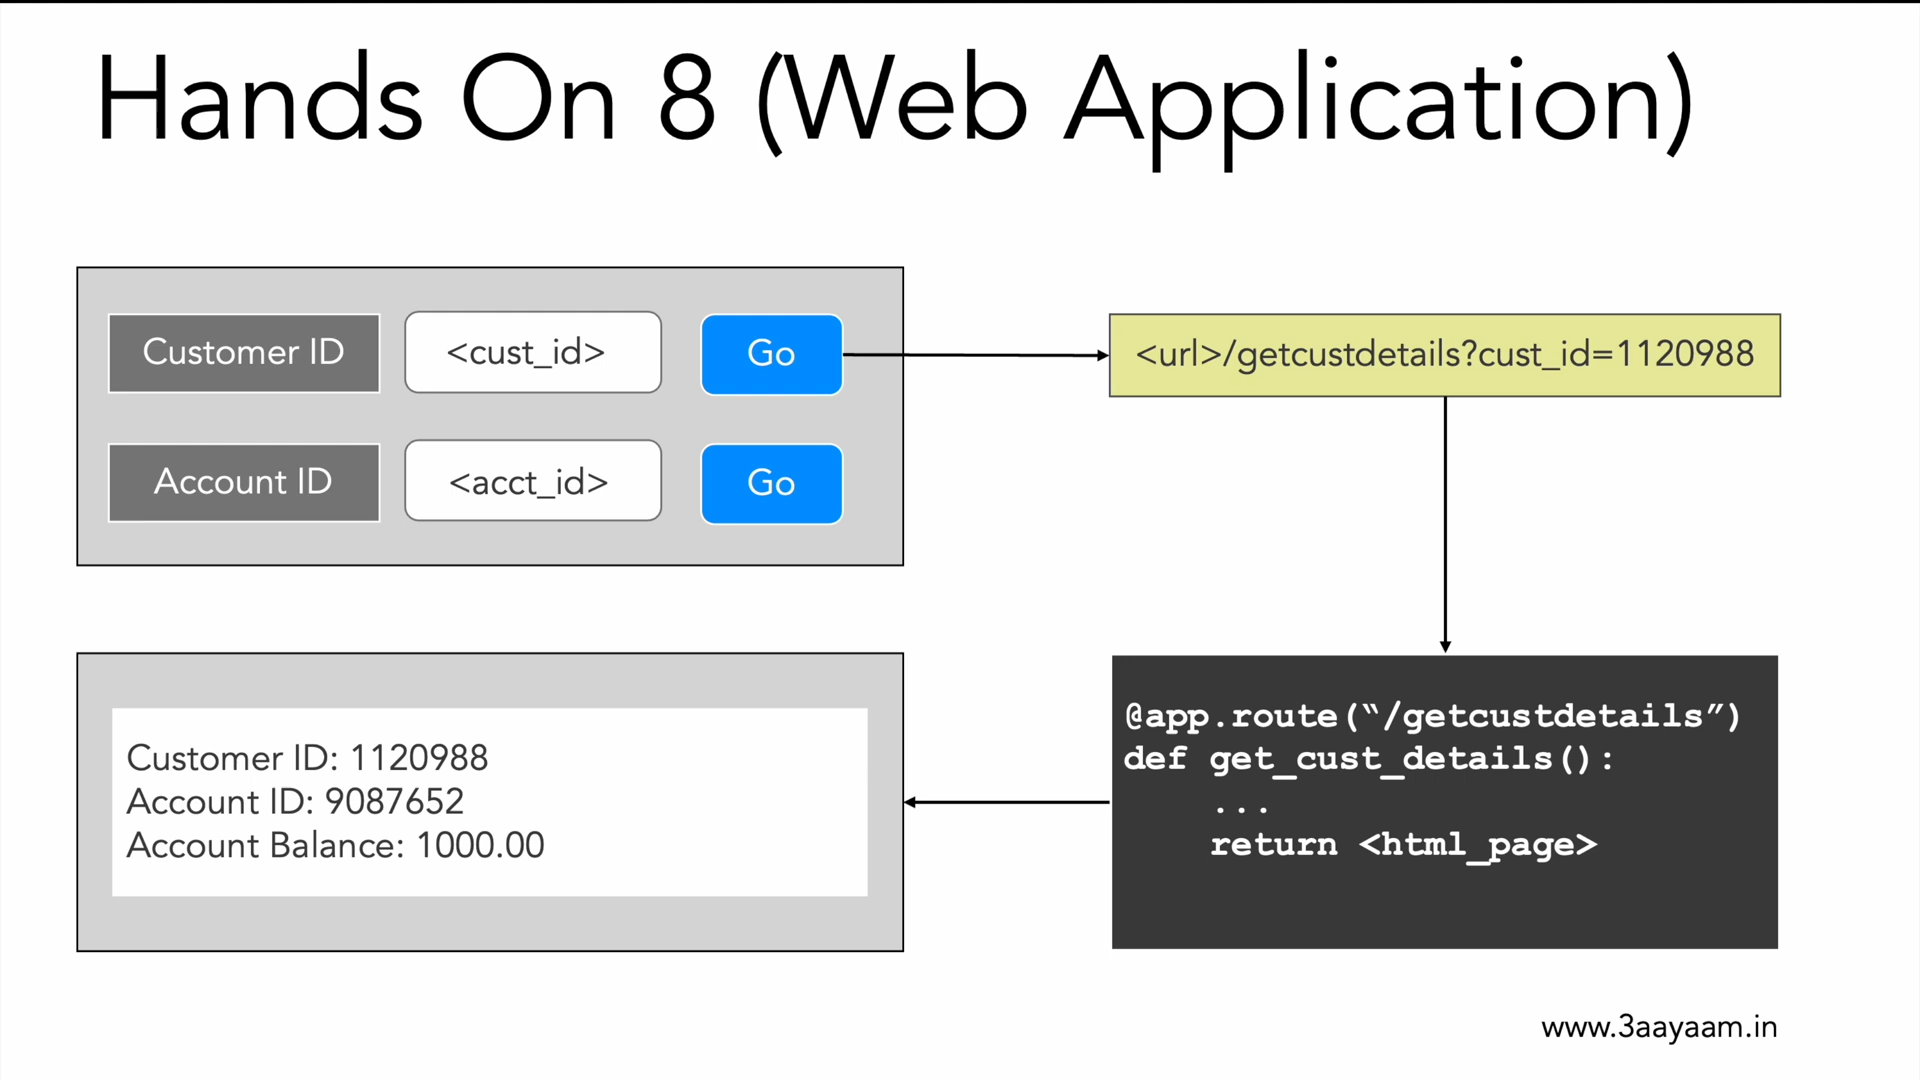 Hands On 8 (Web Application)
Customer ID <cust_id> Go
<url>/getcustdetails?cust_id=1120988
Account ID <acct_id> Go
Customer ID: 1120988
Account ID: 9087652
Account Balance: 1000.00
@app.route(“/getcustdetails”)
def get_cust_details():
...
return <html_page>
www.3aayaam.in